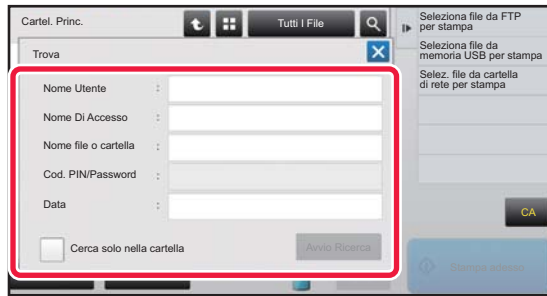 Cartel. Princ.
Tutti I File
Trova
Nome Utente :
Nome Di Accesso :
Nome file o cartella :
Cod. PIN/Password :
Data :
Cerca solo nella cartella
Avvio Ricerca
Seleziona file da FTP
per stampa
Seleziona file da
memoria USB per stampa
Selez. file da cartella
di rete per stampa
CA
Stampa adesso